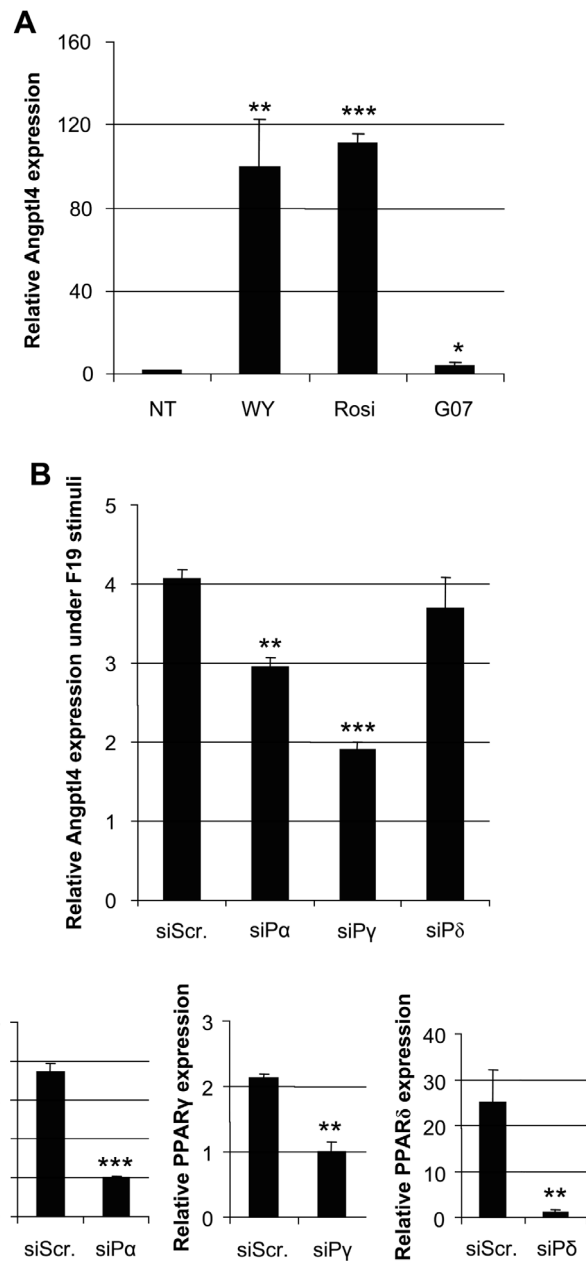 A
Relative Angptl4 expression
160
120
80
40
0
**
***
*
NT WY Rosi G07
B
Relative Angptl4 expression under F19 stimuli
5
4
3
2
1
0
**
***
siScr. siPα siPγ siPδ
***
siScr. siPα
Relative PPARγ expression
3
2
1
0
**
siScr. siPγ
Relative PPARδ expression
40
30
20
10
0
**
siScr. siPδ